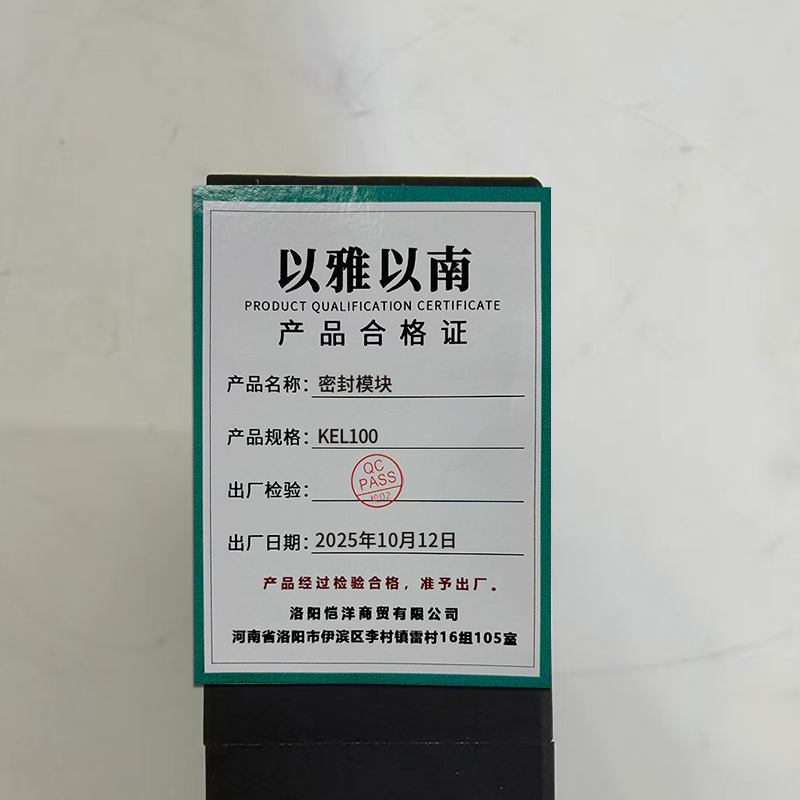 以雅以南
PRODUCT QUALIFICATION CERTIFICATE
产品合格证
产品名称：密封模块
产品规格：KEL100
出厂检验：
QC
PASS
1902
出厂日期：2025年10月12日
产品经过检验合格，准予出厂。
洛阳恺洋商贸有限公司
河南省洛阳市伊滨区李村镇雷村16组105室